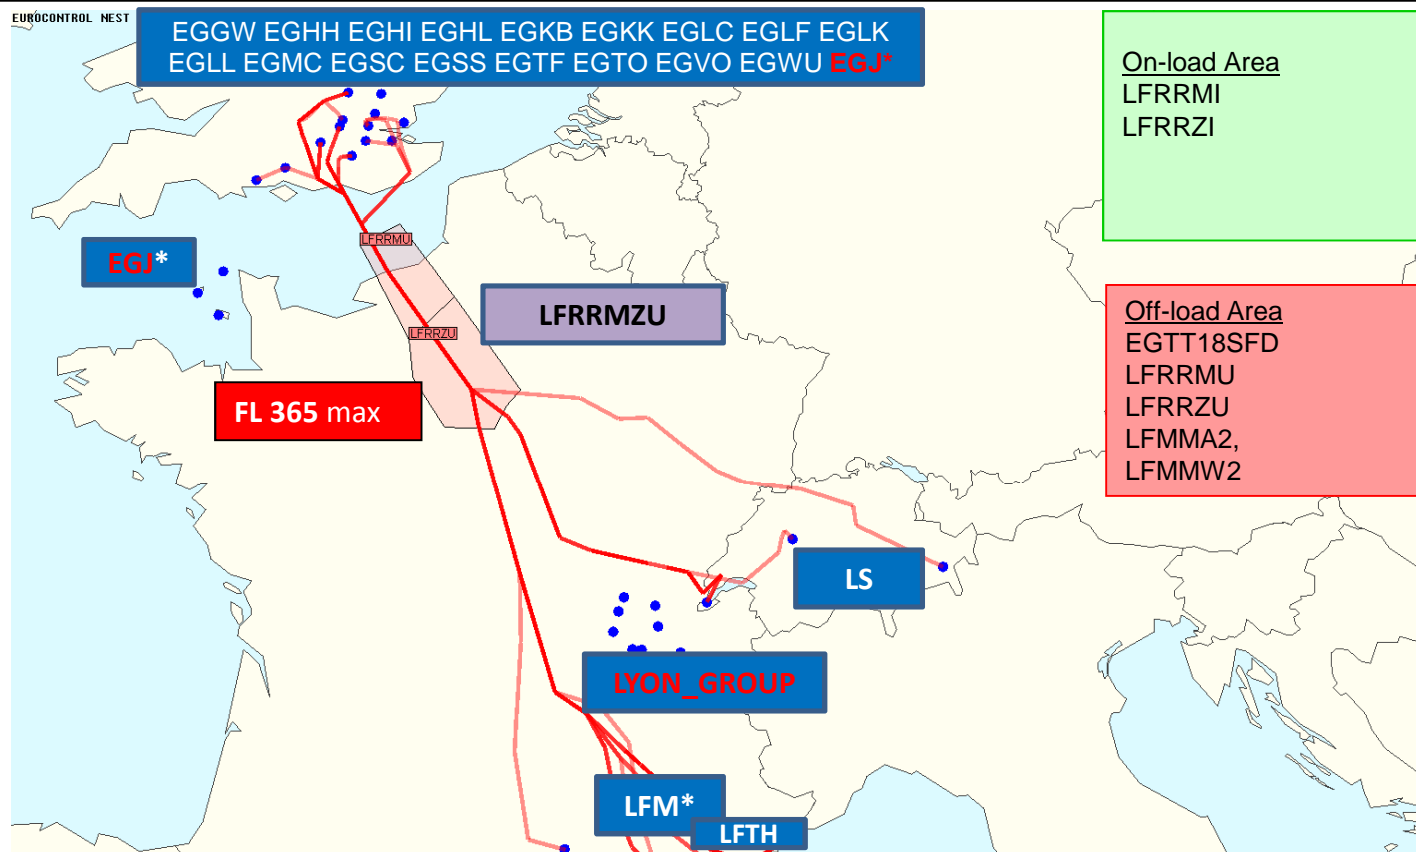 EUROCONTROL NEST
EGGW EGHH EGHI EGHL EGKB EGKK EGLC EGLF EGLK
EGLL EGMC EGSC EGSS EGTF EGTO EGVO EGWU EGJ*
On-load Area
LFRRMI
LFRRZI
LFRRMU
EGJ*
LFRRMZU
LFRRZU
Off-load Area
EGTT18SFD
LFRRMU
LFRRZU
LFMMA2,
LFMMW2
FL 365 max
LS
LYON_GROUP
LFM*
LFTH